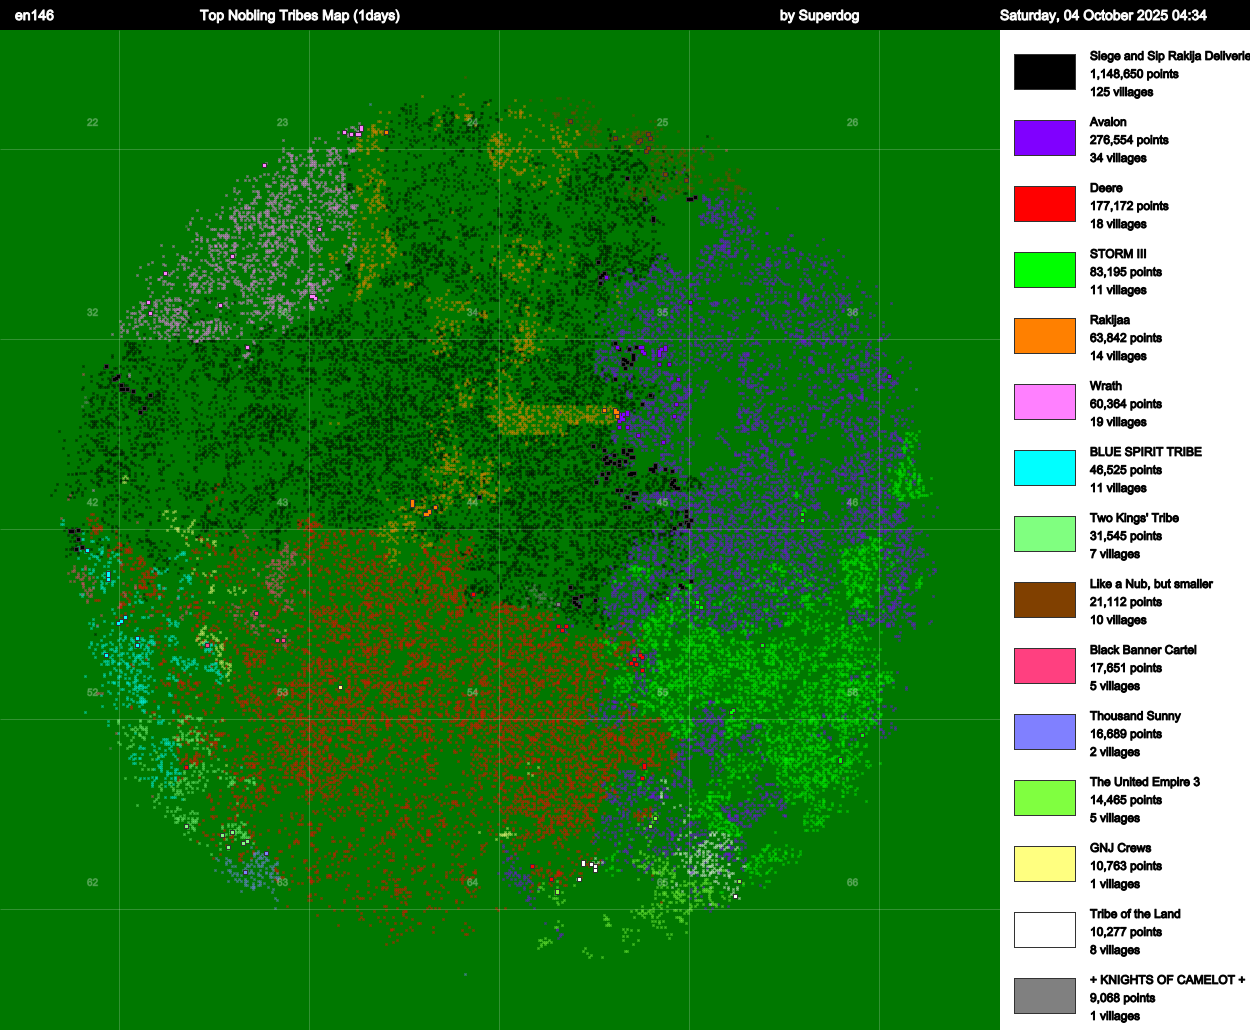 en146 Top Nobling Tribes Map (1days) by Superdog Saturday, 04 October 2025 04:34
Siege and Sip Rakija Deliverie
1,148,650 points
125 villages
Avalon
276,554 points
34 villages
Deere
177,172 points
18 villages
STORM III
83,195 points
11 villages
Rakijaa
63,842 points
14 villages
Wrath
60,364 points
19 villages
BLUE SPIRIT TRIBE
46,525 points
11 villages
Two Kings' Tribe
31,545 points
7 villages
Like a Nub, but smaller
21,112 points
10 villages
Black Banner Cartel
17,651 points
5 villages
Thousand Sunny
16,689 points
2 villages
The United Empire 3
14,465 points
5 villages
GNJ Crews
10,763 points
1 villages
Tribe of the Land
10,277 points
8 villages
+ KNIGHTS OF CAMELOT +
9,068 points
1 villages
22 23 24 25 26
32 33 34 35 36
42 43 44 45 46
52 53 54 55 56
62 63 64 65 66